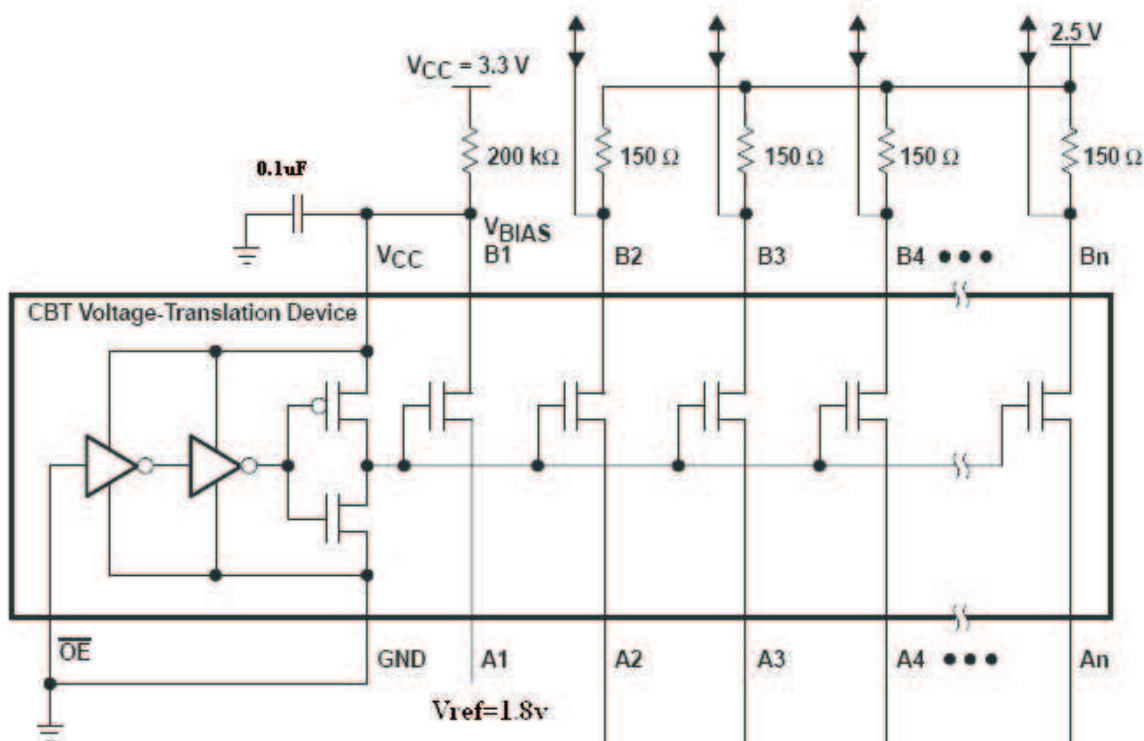 2.5 V
VCC = 3.3 V
200 kΩ
150 Ω
150 Ω
150 Ω
150 Ω
0.1uF
VBIAS
VCC
B1
B2
B3
B4 •••
Bn
CBT Voltage-Translation Device
OE
GND
A1
A2
A3
A4 •••
An
Vref=1.8v